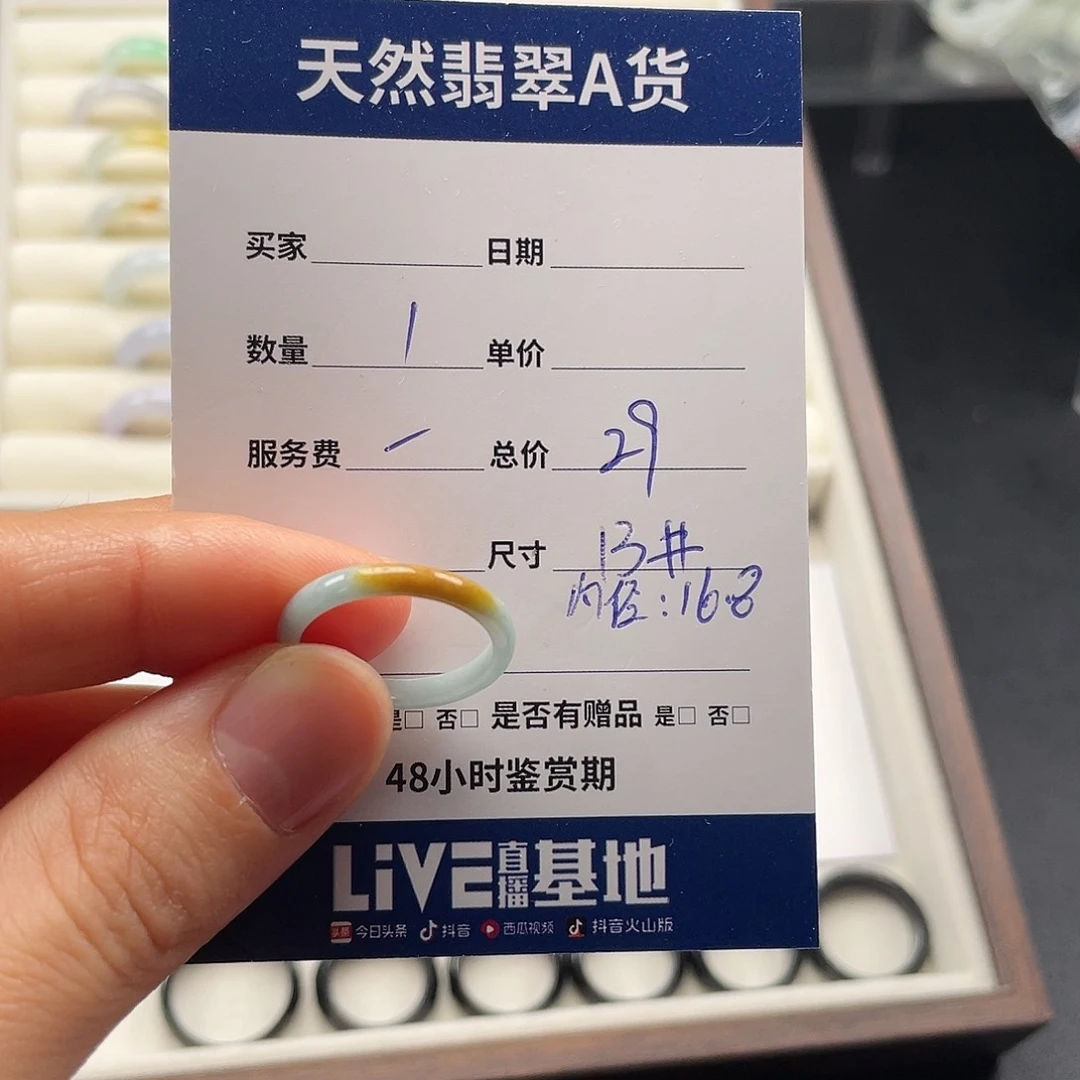 天然翡翠A货
买家 日期
数量 1 单价
服务费 一 总价 29
尺寸 13#
内径:16.8
是□ 否□ 是否有赠品 是□ 否□
48小时鉴赏期
LiVE直播基地
头条 今日头条 抖音 西瓜视频 抖音火山版